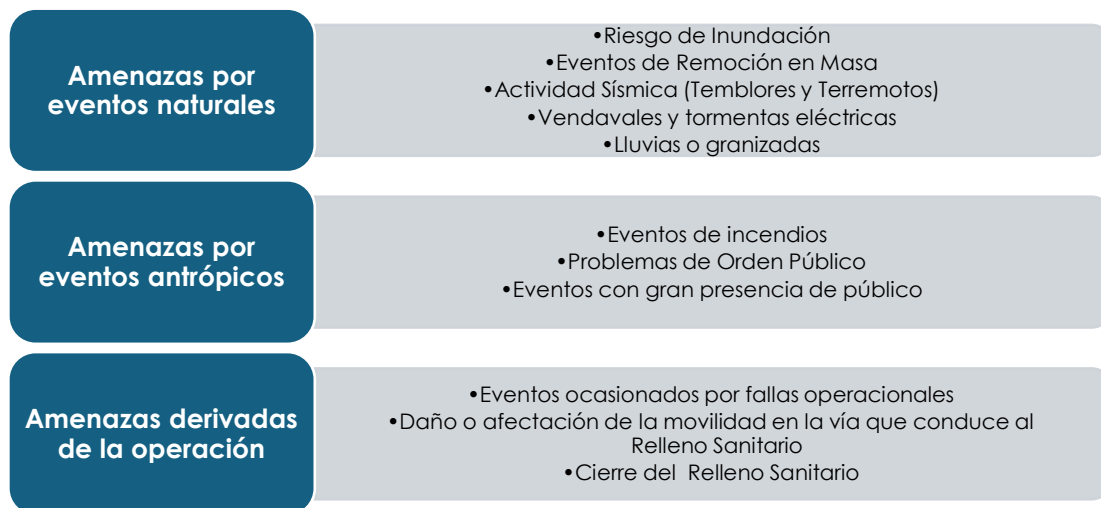 Amenazas por
eventos naturales
•Riesgo de Inundación
•Eventos de Remoción en Masa
•Actividad Sísmica (Temblores y Terremotos)
•Vendavales y tormentas eléctricas
•Lluvias o granizadas
Amenazas por
eventos antrópicos
•Eventos de incendios
•Problemas de Orden Público
•Eventos con gran presencia de público
Amenazas derivadas
de la operación
•Eventos ocasionados por fallas operacionales
•Daño o afectación de la movilidad en la vía que conduce al
Relleno Sanitario
•Cierre del Relleno Sanitario